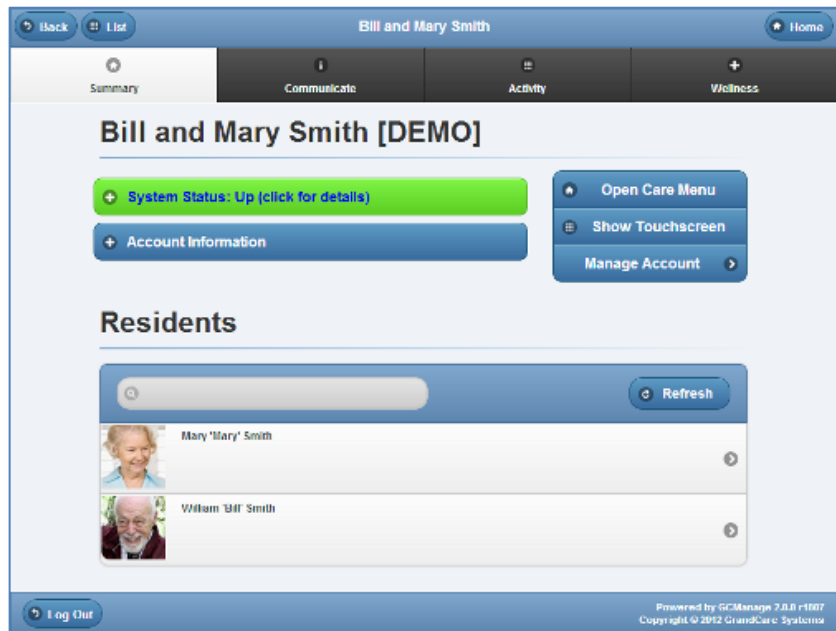 Back
List
Bill and Mary Smith
Home
Summary
Communicate
Activity
Wellness
Bill and Mary Smith [DEMO]
System Status: Up (click for details)
Account Information
Open Care Menu
Show Touchscreen
Manage Account
Residents
Refresh
Mary 'Mary' Smith
William 'Bill' Smith
Log Out
Powered by GCManage 2.0.0 r1607
Copyright © 2012 GrandCare Systems